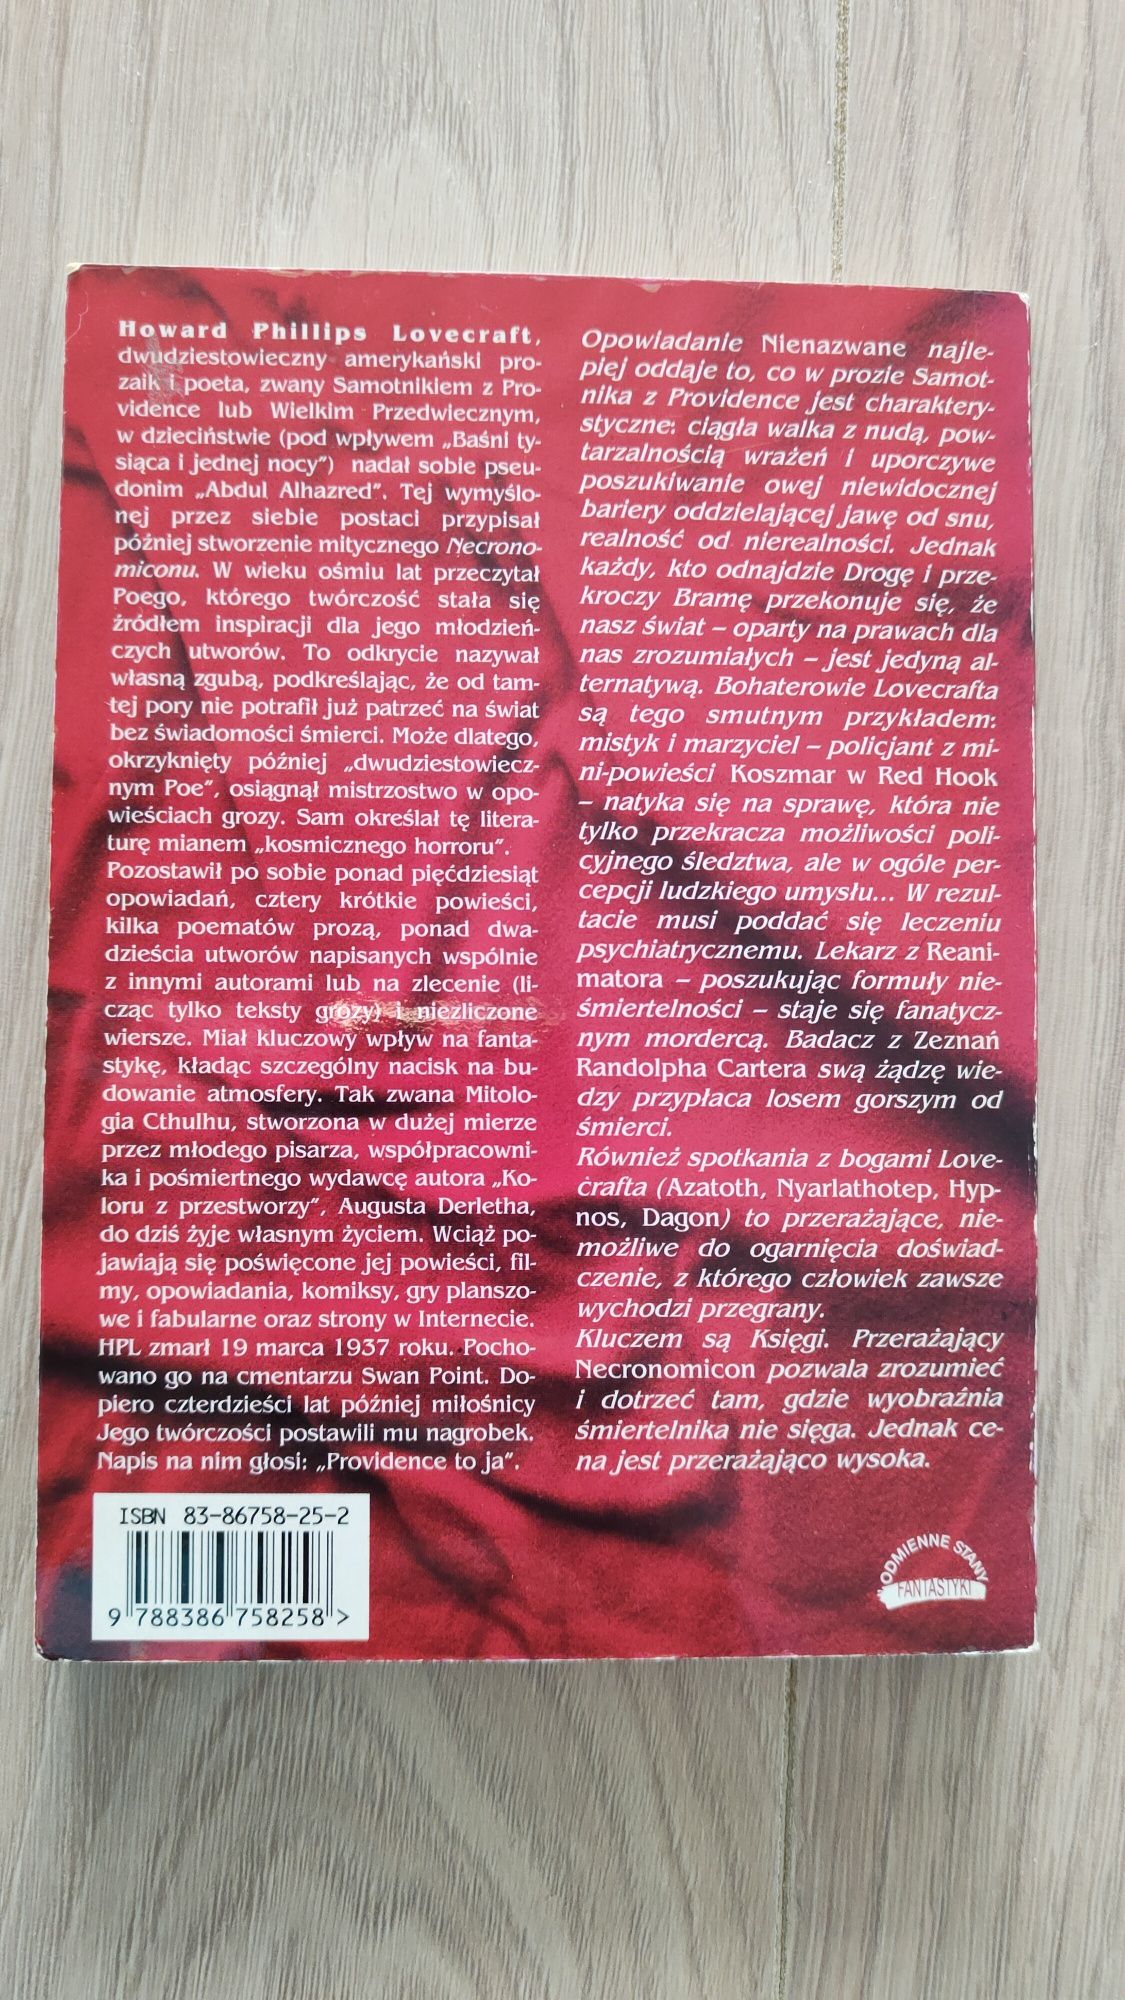 Howard Phillips Lovecraft,
dwudziestowieczny amerykański pro-
zaik i poeta, zwany Samotnikiem z Pro-
vidence lub Wielkim Przedwiecznym,
w dzieciństwie (pod wpływem „Baśni ty-
siąca i jednej nocy”) nadał sobie pseu-
donim „Abdul Alhazred”. Tej wymyślo-
nej przez siebie postaci przypisał
później stworzenie mitycznego Necrono-
miconu. W wieku ośmiu lat przeczytał
Poego, którego twórczość stała się
źródłem inspiracji dla jego młodzień-
czych utworów. To odkrycie nazywał
własną zgubą, podkreślając, że od tam-
tej pory nie potrafił już patrzeć na świat
bez świadomości śmierci. Może dlatego,
okrzyknięty później „dwudziestowiecz-
nym Poe”, osiągnął mistrzostwo w opo-
wieściach grozy. Sam określał tę litera-
turę mianem „kosmicznego horroru”.
Pozostawił po sobie ponad pięćdziesiąt
opowiadań, cztery krótkie powieści,
kilka poematów prozą, ponad dwa-
dzieścia utworów napisanych wspólnie
z innymi autorami lub na zlecenie (li-
cząc tylko teksty grozy) i niezliczone
wiersze. Miał kluczowy wpływ na fanta-
stykę, kładąc szczególny nacisk na bu-
dowanie atmosfery. Tak zwana Mitolo-
gia Cthulhu, stworzona w dużej mierze
przez młodego pisarza, współpracowni-
ka i pośmiertnego wydawcę autora „Ko-
loru z przestworzy”, Augusta Derletha,
do dziś żyje własnym życiem. Wciąż po-
jawiają się poświęcone jej powieści, fil-
my, opowiadania, komiksy, gry planszo-
we i fabularne oraz strony w Internecie.
HPL zmarł 19 marca 1937 roku. Pocho-
wano go na cmentarzu Swan Point. Do-
piero czterdzieści lat później miłośnicy
Jego twórczości postawili mu nagrobek.
Napis na nim głosi: „Providence to ja”.
Opowiadanie Nienazwane najle-
piej oddaje to, co w prozie Samot-
nika z Providence jest charaktery-
styczne: ciągła walka z nudą, pow-
tarzalnością wrażeń i uporczywe
poszukiwanie owej niewidocznej
bariery oddzielającej jawę od snu,
realność od nierealności. Jednak
każdy, kto odnajdzie Drogę i prze-
kroczy Bramę przekonuje się, że
nasz świat – oparty na prawach dla
nas zrozumiałych – jest jedyną al-
ternatywą. Bohaterowie Lovecrafta
są tego smutnym przykładem:
mistyk i marzyciel – policjant z mi-
ni-powieści Koszmar w Red Hook
– natyka się na sprawę, która nie
tylko przekracza możliwości poli-
cyjnego śledztwa, ale w ogóle per-
cepcji ludzkiego umysłu... W rezul-
tacie musi poddać się leczeniu
psychiatrycznemu. Lekarz z Reani-
matora – poszukując formuły nie-
śmiertelności – staje się fanatycz-
nym mordercą. Badacz z Zeznań
Randolpha Cartera swą żądzę wie-
dzy przypłaca losem gorszym od
śmierci.
Również spotkania z bogami Love-
crafta (Azatoth, Nyarlathotep, Hyp-
nos, Dagon) to przerażające, nie-
możliwe do ogarnięcia doświad-
czenie, z którego człowiek zawsze
wychodzi przegrany.
Kluczem są Księgi. Przerażający
Necronomicon pozwala zrozumieć
i dotrzeć tam, gdzie wyobraźnia
śmiertelnika nie sięga. Jednak ce-
na jest przerażająco wysoka.
ISBN 83-86758-25-2
9 788386 758258 >
ODMIENNE STANY
FANTASTYKI